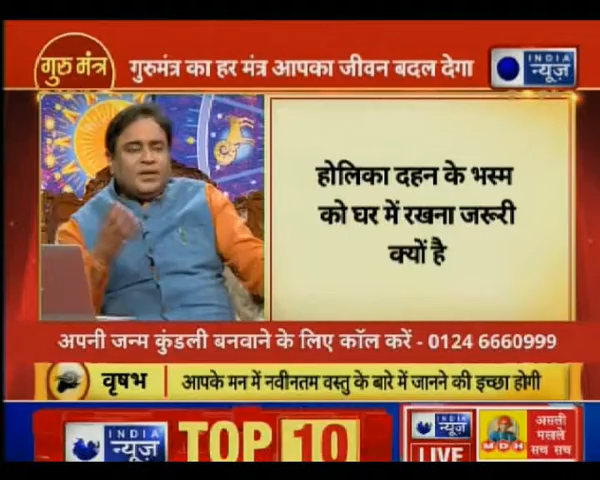 गुरु मंत्र
गुरुमंत्र का हर मंत्र आपका जीवन बदल देगा
INDIA
न्यूज़
होलिका दहन के भस्म
को घर में रखना जरूरी
क्यों है
अपनी जन्म कुंडली बनवाने के लिए कॉल करें - 0124 6660999
वृषभ
आपके मन में नवीनतम वस्तु के बारे में जानने की इच्छा होगी
INDIA
न्यूज़
TOP 10
INDIA
न्यूज़
LIVE
MDH
असली
मसाले
सच सच